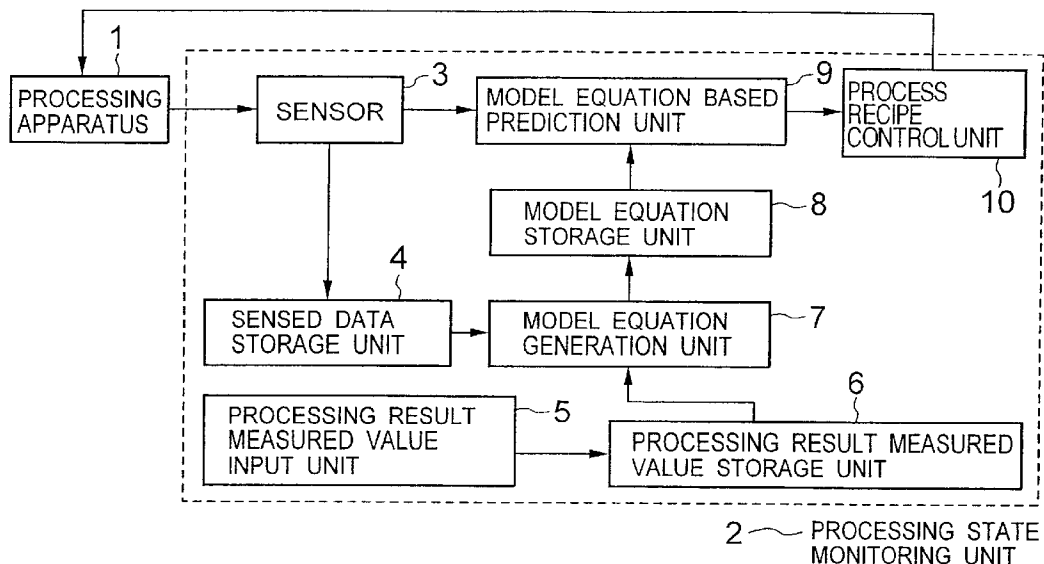 1
PROCESSING
APPARATUS
3
SENSOR
9
MODEL EQUATION BASED
PREDICTION UNIT
PROCESS
RECIPE
CONTROL UNIT
10
8
MODEL EQUATION
STORAGE UNIT
4
SENSED DATA
STORAGE UNIT
7
MODEL EQUATION
GENERATION UNIT
5
PROCESSING RESULT
MEASURED VALUE
INPUT UNIT
6
PROCESSING RESULT MEASURED
VALUE STORAGE UNIT
2 PROCESSING STATE
MONITORING UNIT